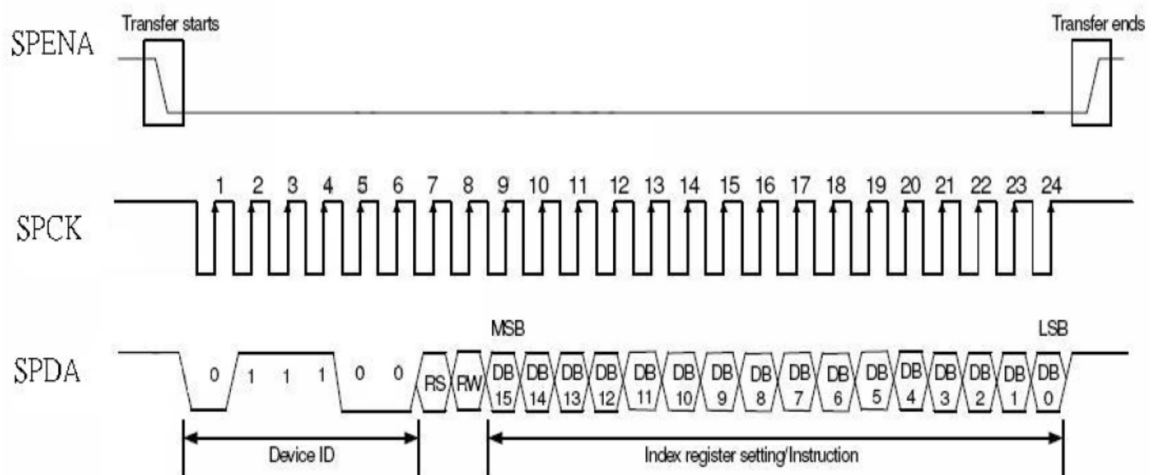 Transfer starts Transfer ends
SPENA
1 2 3 4 5 6 7 8 9 10 11 12 13 14 15 16 17 18 19 20 21 22 23 24
SPCK
MSB LSB
SPDA 0 1 1 1 0 0 RS RW DB 15 DB 14 DB 13 DB 12 DB 11 DB 10 DB 9 DB 8 DB 7 DB 6 DB 5 DB 4 DB 3 DB 2 DB 1 DB 0
Device ID Index register setting/Instruction